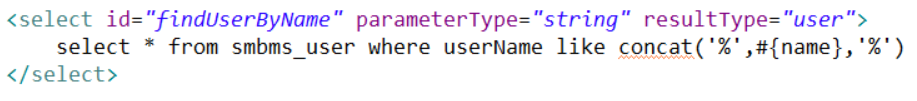 <select id="findUserByName" parameterType="string" resultType="user">
    select * from smbms_user where userName like concat('%',#{name},'%')
</select>